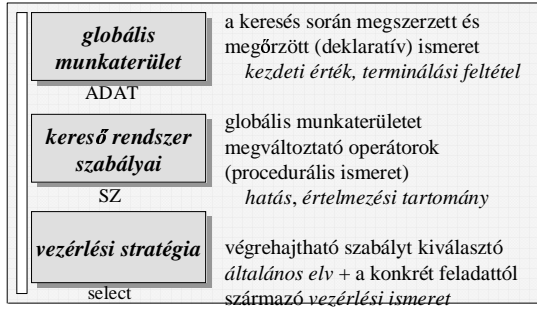 globális
munkaterület
ADAT
a keresés során megszerzett és
megőrzött (deklaratív) ismeret
kezdeti érték, terminálási feltétel
kereső rendszer
szabályai
SZ
globális munkaterületet
megváltoztató operátorok
(procedurális ismeret)
hatás, értelmezési tartomány
vezérlési stratégia
select
végrehajtható szabályt kiválasztó
általános elv + a konkrét feladattól
származó vezérlési ismeret